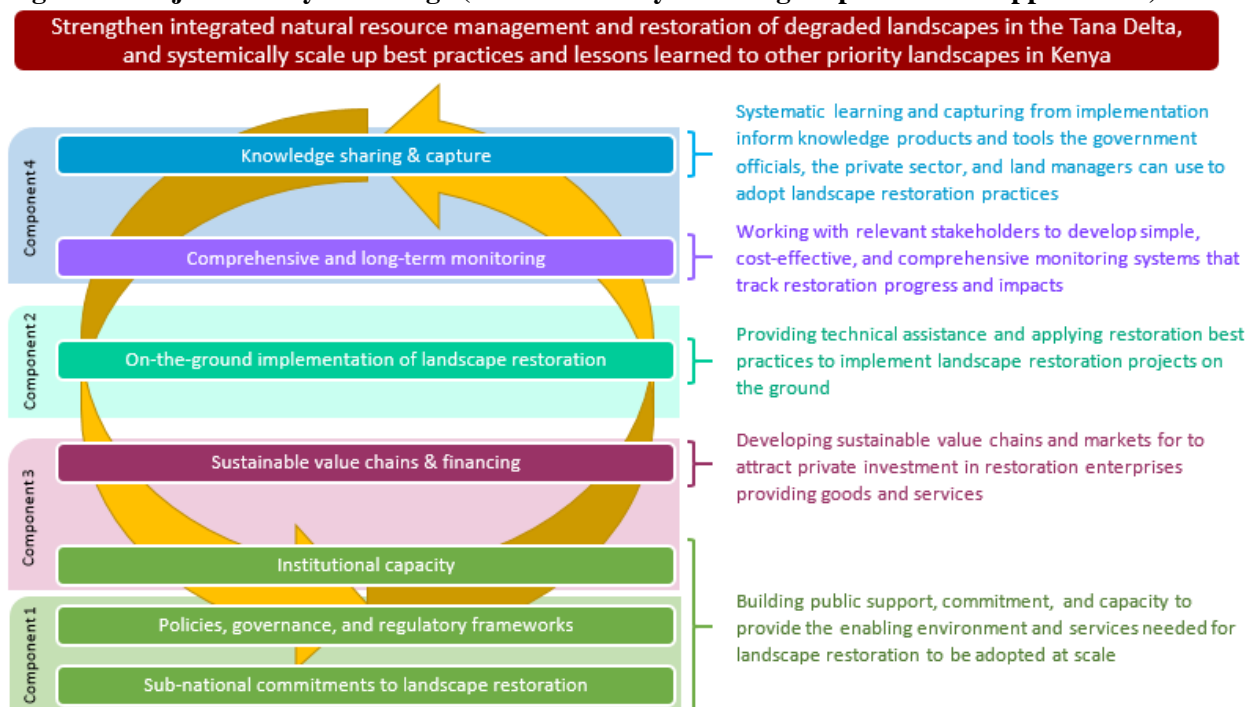 Strengthen integrated natural resource management and restoration of degraded landscapes in the Tana Delta,
and systemically scale up best practices and lessons learned to other priority landscapes in Kenya
Component 4
Knowledge sharing & capture
Systematic learning and capturing from implementation
inform knowledge products and tools the government
officials, the private sector, and land managers can use to
adopt landscape restoration practices
Comprehensive and long-term monitoring
Working with relevant stakeholders to develop simple,
cost-effective, and comprehensive monitoring systems that
track restoration progress and impacts
Component 2
On-the-ground implementation of landscape restoration
Providing technical assistance and applying restoration best
practices to implement landscape restoration projects on
the ground
Component 3
Sustainable value chains & financing
Developing sustainable value chains and markets for to
attract private investment in restoration enterprises
providing goods and services
Institutional capacity
Component 1
Policies, governance, and regulatory frameworks
Sub-national commitments to landscape restoration
Building public support, commitment, and capacity to
provide the enabling environment and services needed for
landscape restoration to be adopted at scale